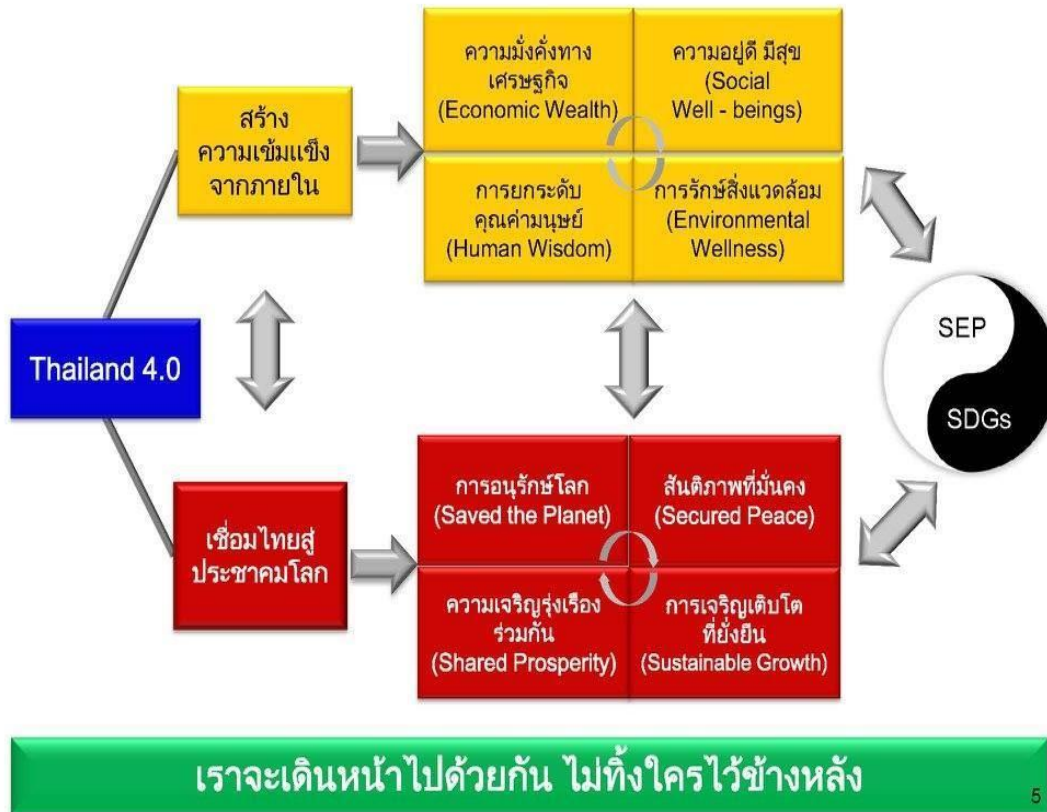 ความมั่งคั่งทาง
เศรษฐกิจ
(Economic Wealth)
ความอยู่ดี มีสุข
(Social
Well - beings)
สร้าง
ความเข้มแข็ง
จากภายใน
การยกระดับ
คุณค่ามนุษย์
(Human Wisdom)
การรักษ์สิ่งแวดล้อม
(Environmental
Wellness)
Thailand 4.0
SEP
SDGs
เชื่อมไทยสู่
ประชาคมโลก
การอนุรักษ์โลก
(Saved the Planet)
สันติภาพที่มั่นคง
(Secured Peace)
ความเจริญรุ่งเรือง
ร่วมกัน
(Shared Prosperity)
การเจริญเติบโต
ที่ยั่งยืน
(Sustainable Growth)
เราจะเดินหน้าไปด้วยกัน ไม่ทิ้งใครไว้ข้างหลัง
5